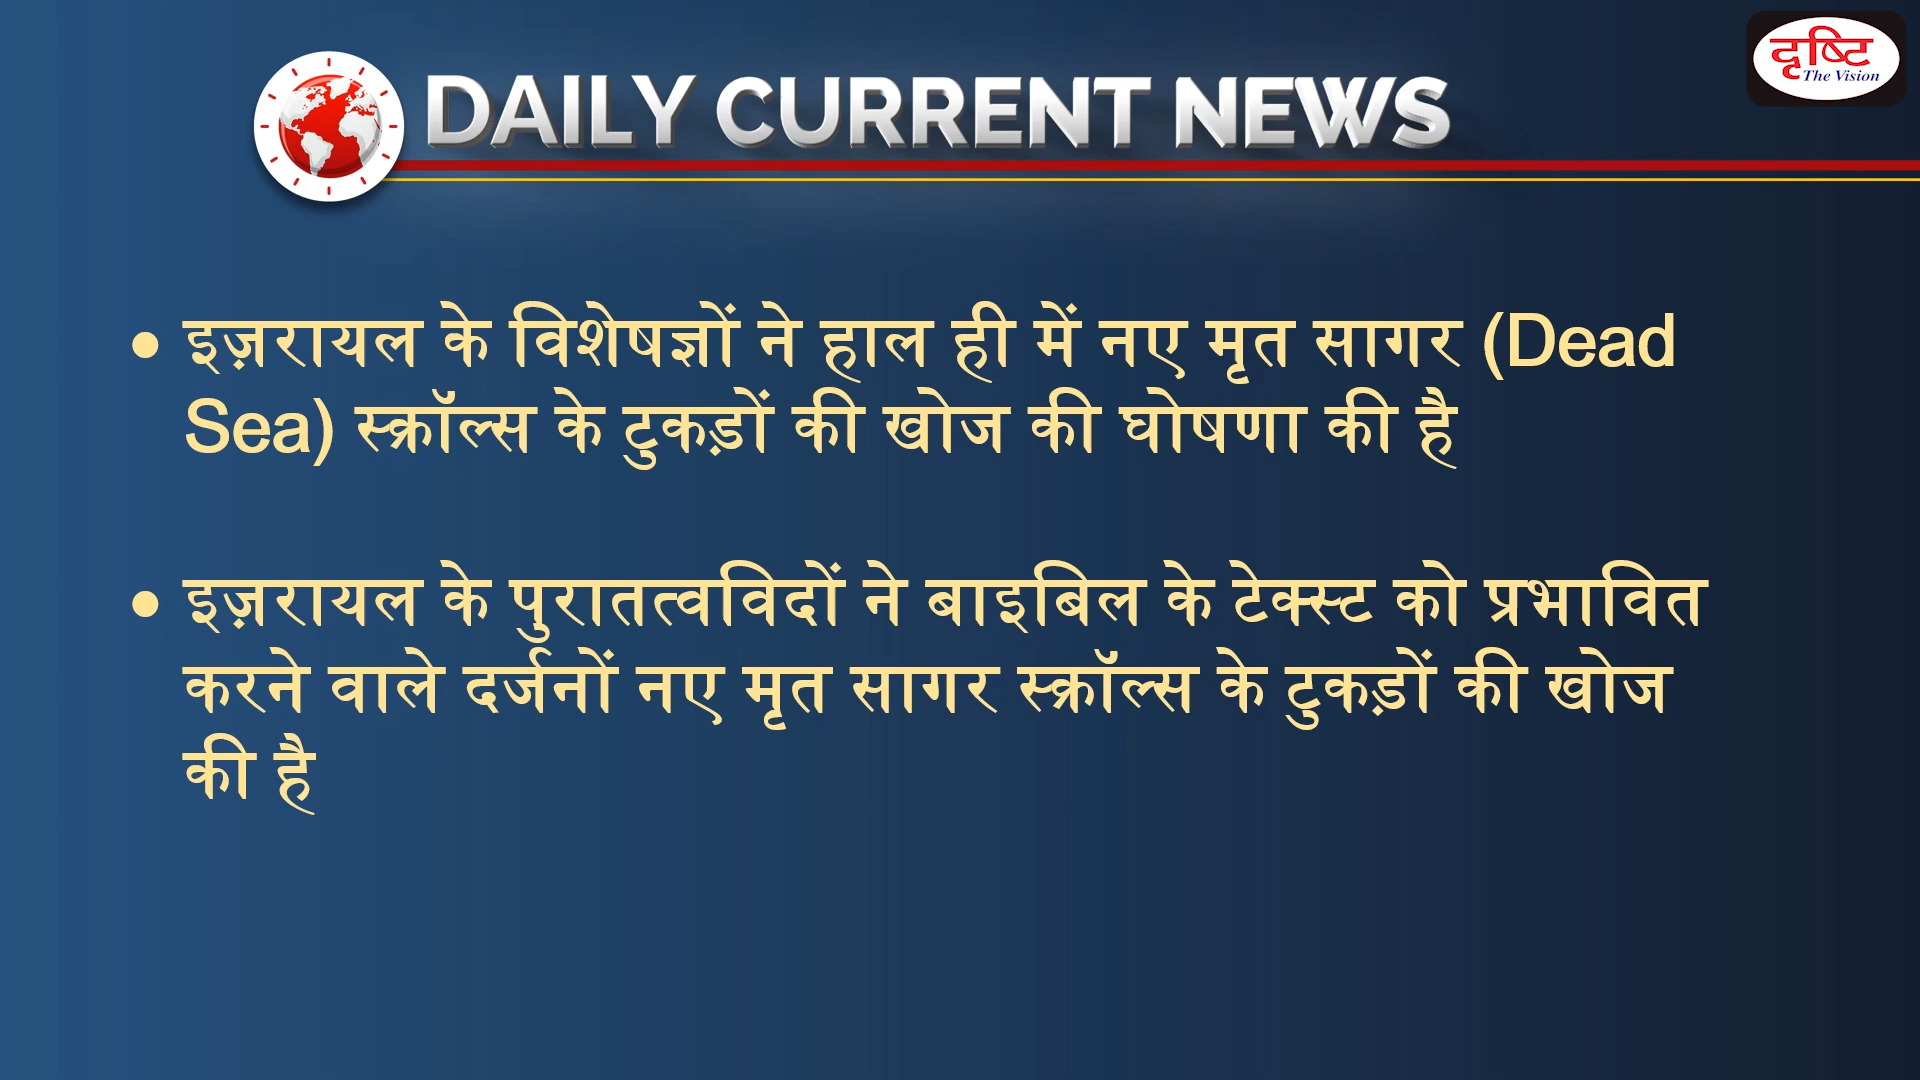 दृष्टि
The Vision
DAILY CURRENT NEWS
• इज़रायल के विशेषज्ञों ने हाल ही में नए मृत सागर (Dead
Sea) स्क्रॉल्स के टुकड़ों की खोज की घोषणा की है
• इज़रायल के पुरातत्वविदों ने बाइबिल के टेक्स्ट को प्रभावित
करने वाले दर्जनों नए मृत सागर स्क्रॉल्स के टुकड़ों की खोज
की है